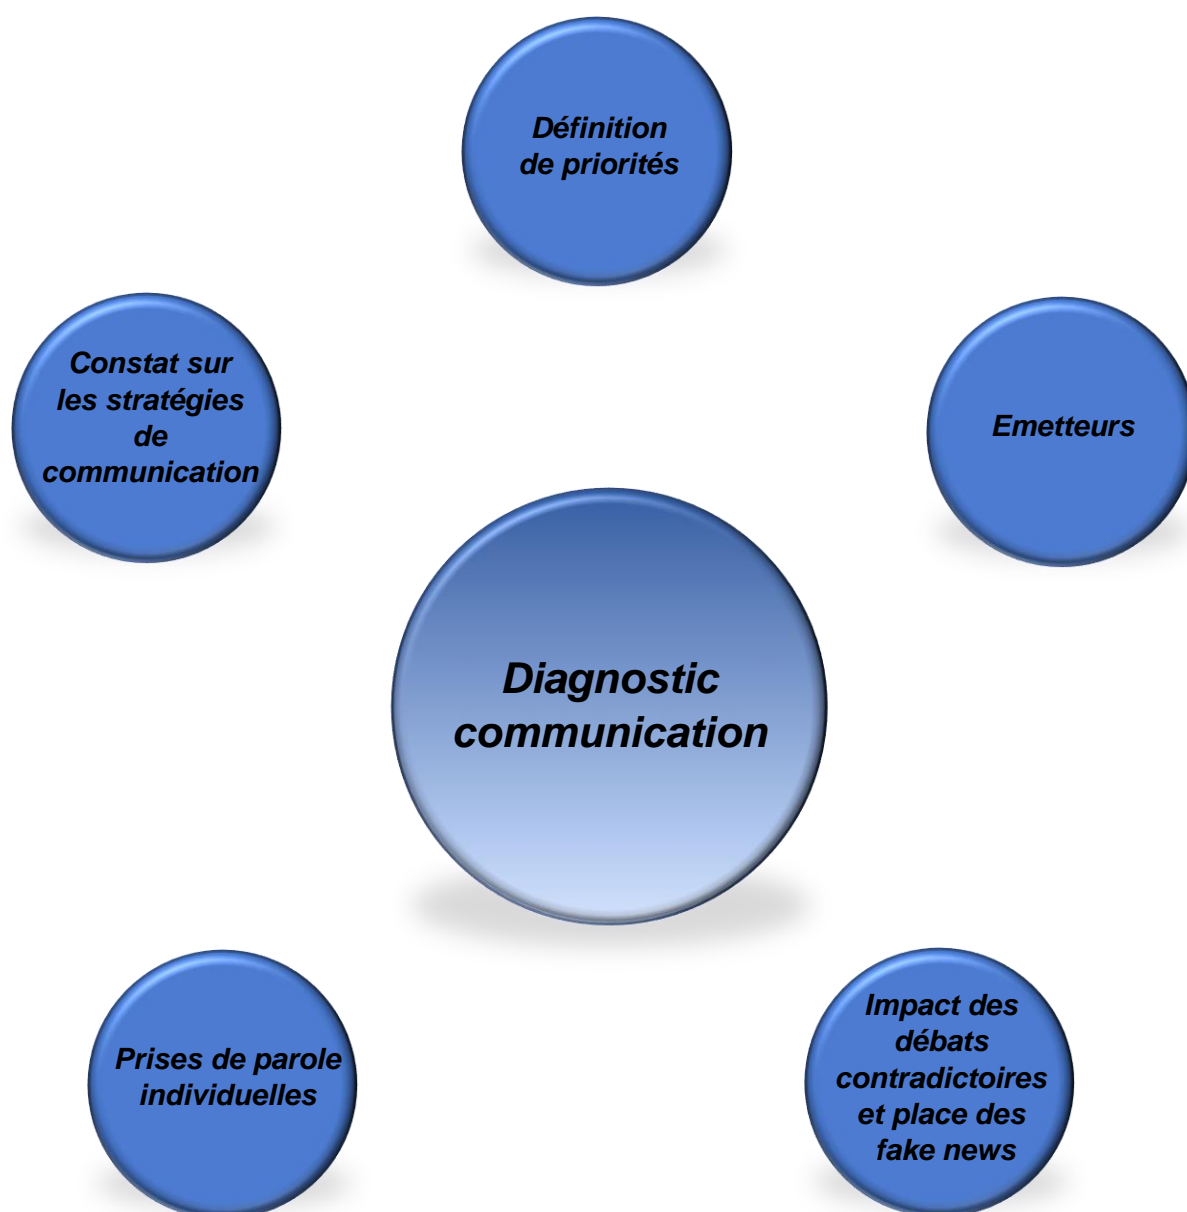 Définition
de priorités
Constat sur
les stratégies
de
communication
Emetteurs
Diagnostic
communication
Prises de parole
individuelles
Impact des
débats
contradictoires
et place des
fake news